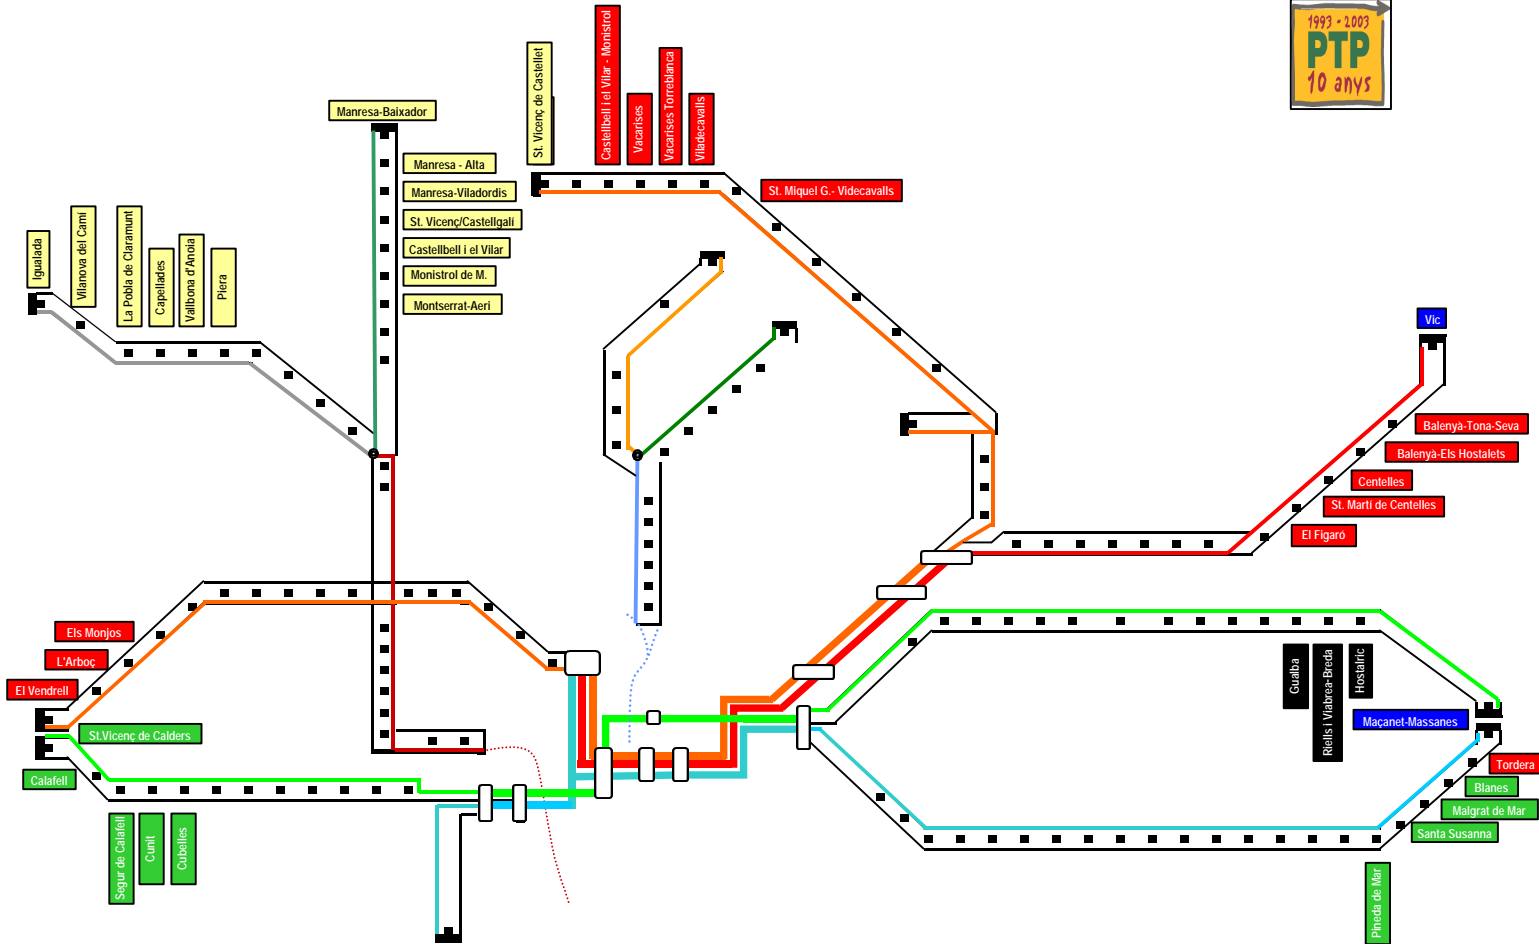 1993 - 2003
PTP
10 anys
St. Vicenç de Castellet
Castellbell i el Vilar - Monistrol
Vacarises
Vacarises Torreblanca
Viladecavalls
St. Miquel G.- Videcavalls
Manresa-Baixador
Manresa - Alta
Manresa-Viladordis
St. Vicenç/Castellgalí
Castellbell i el Vilar
Monistrol de M.
Montserrat-Aeri
Igualada
Vilanova del Camí
La Pobla de Claramunt
Capellades
Vallbona d'Anoia
Piera
Vic
Balenyà-Tona-Seva
Balenyà-Els Hostalets
Centelles
St. Martí de Centelles
El Figaró
Els Monjos
L'Arboç
El Vendrell
St.Vicenç de Calders
Calafell
Segur de Calafell
Cunit
Cubelles
Gualba
Riells i Viabrea-Breda
Hostalric
Maçanet-Massanes
Tordera
Blanes
Malgrat de Mar
Santa Susanna
Pineda de Mar